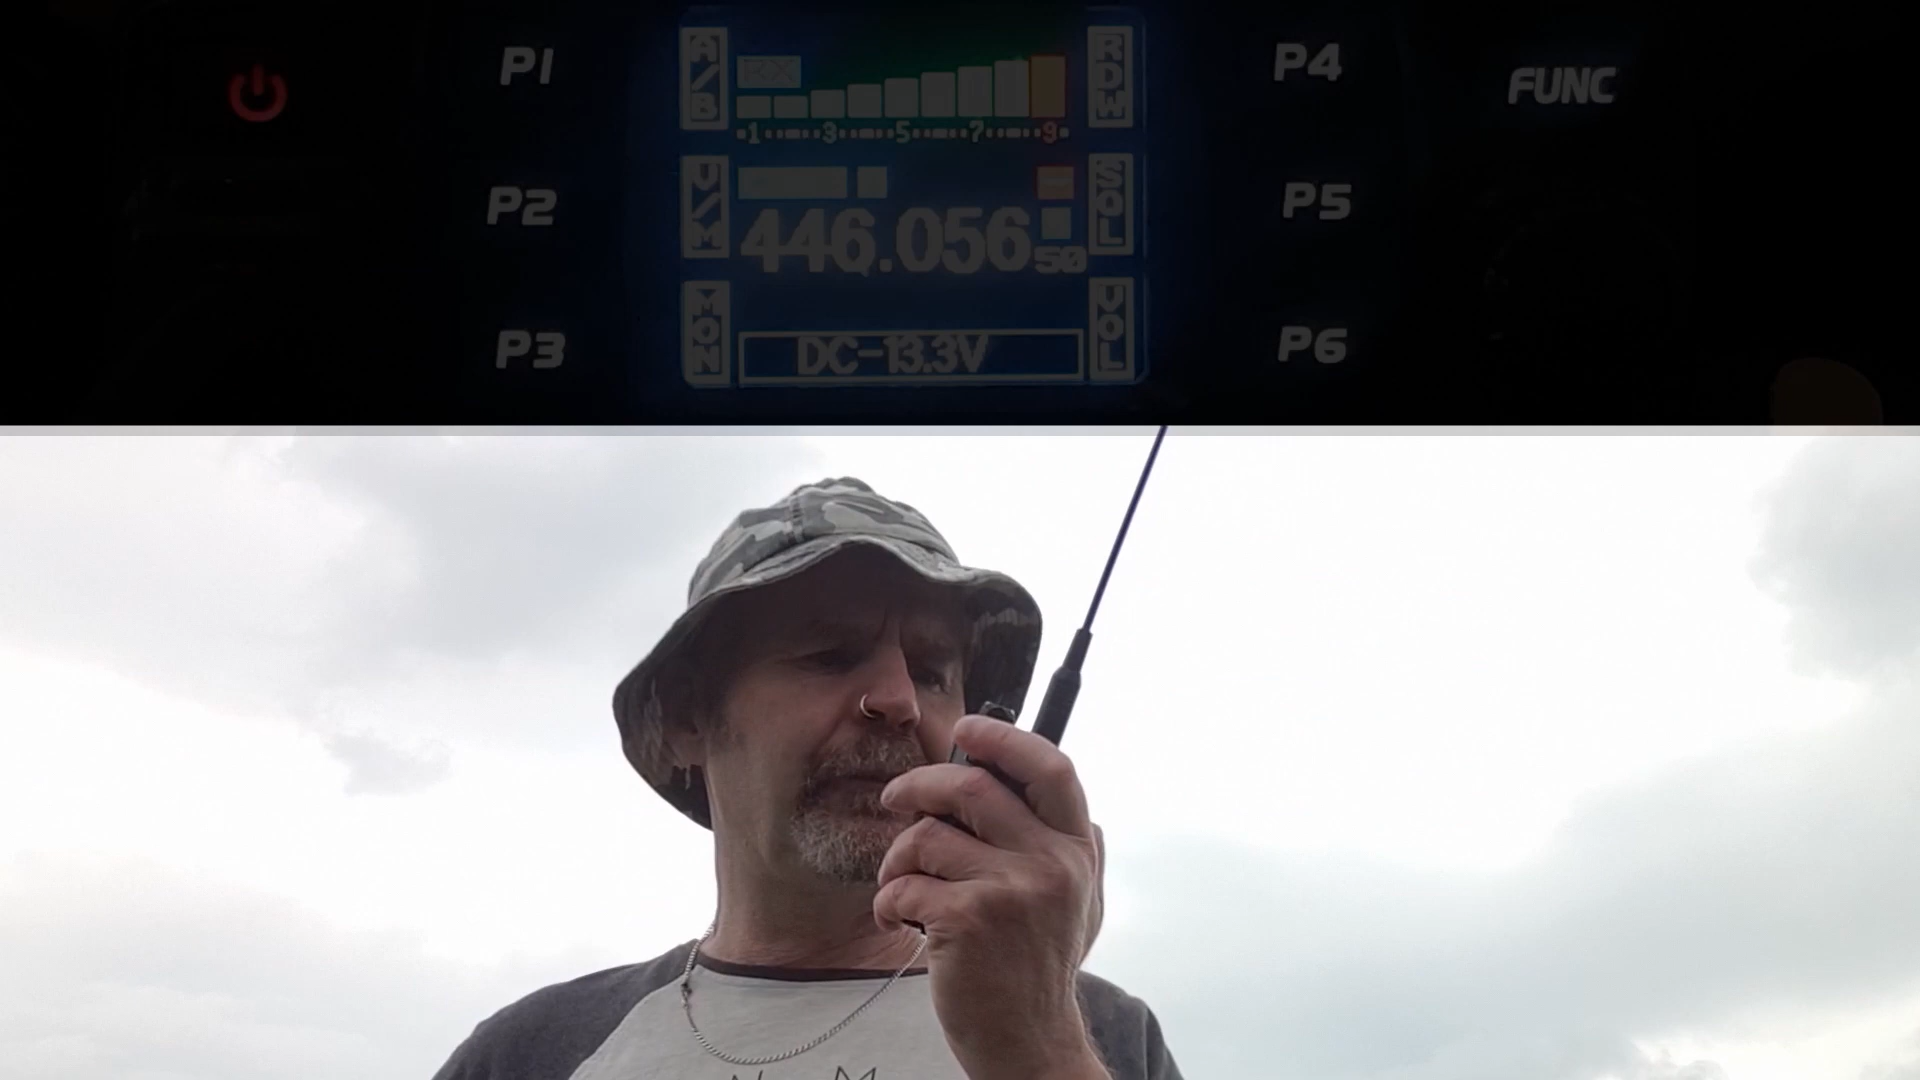 P1
A/B
RX
RDW
P4
FUNC
1 3 5 7 9
P2
V/M
446.056
50
SQL
P5
P3
MON
DC-13.3V
VOL
P6